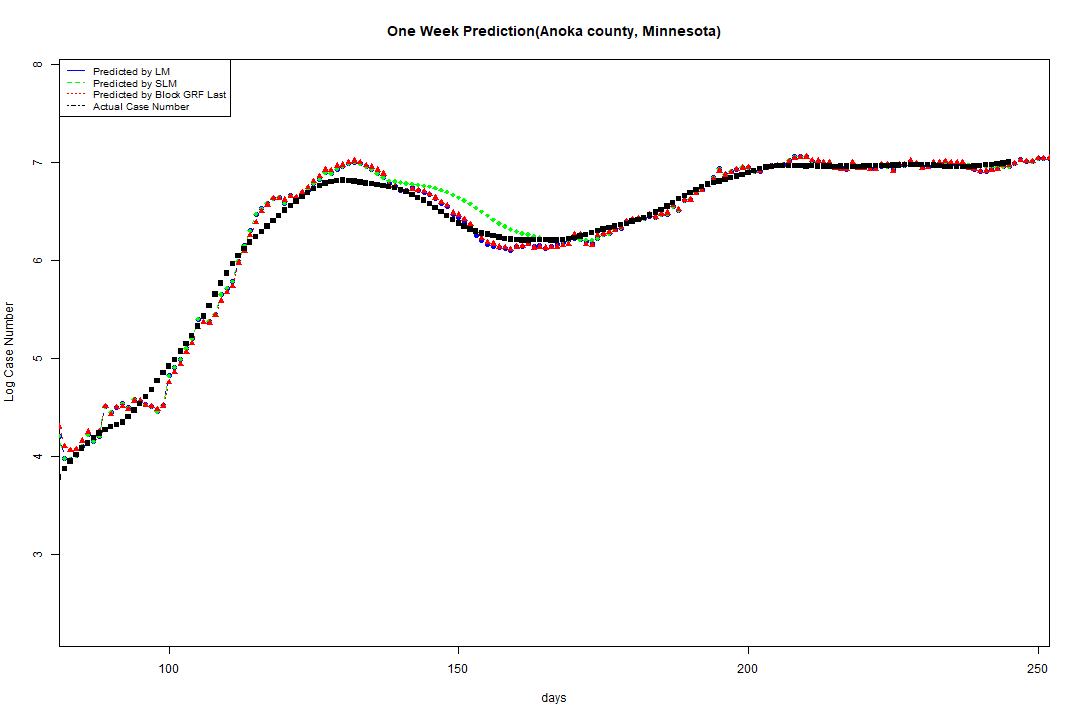 One Week Prediction(Anoka county, Minnesota)
Predicted by LM
Predicted by SLM
Predicted by Block GRF Last
Actual Case Number
8
7
6
5
4
3
Log Case Number
100
150
200
250
days